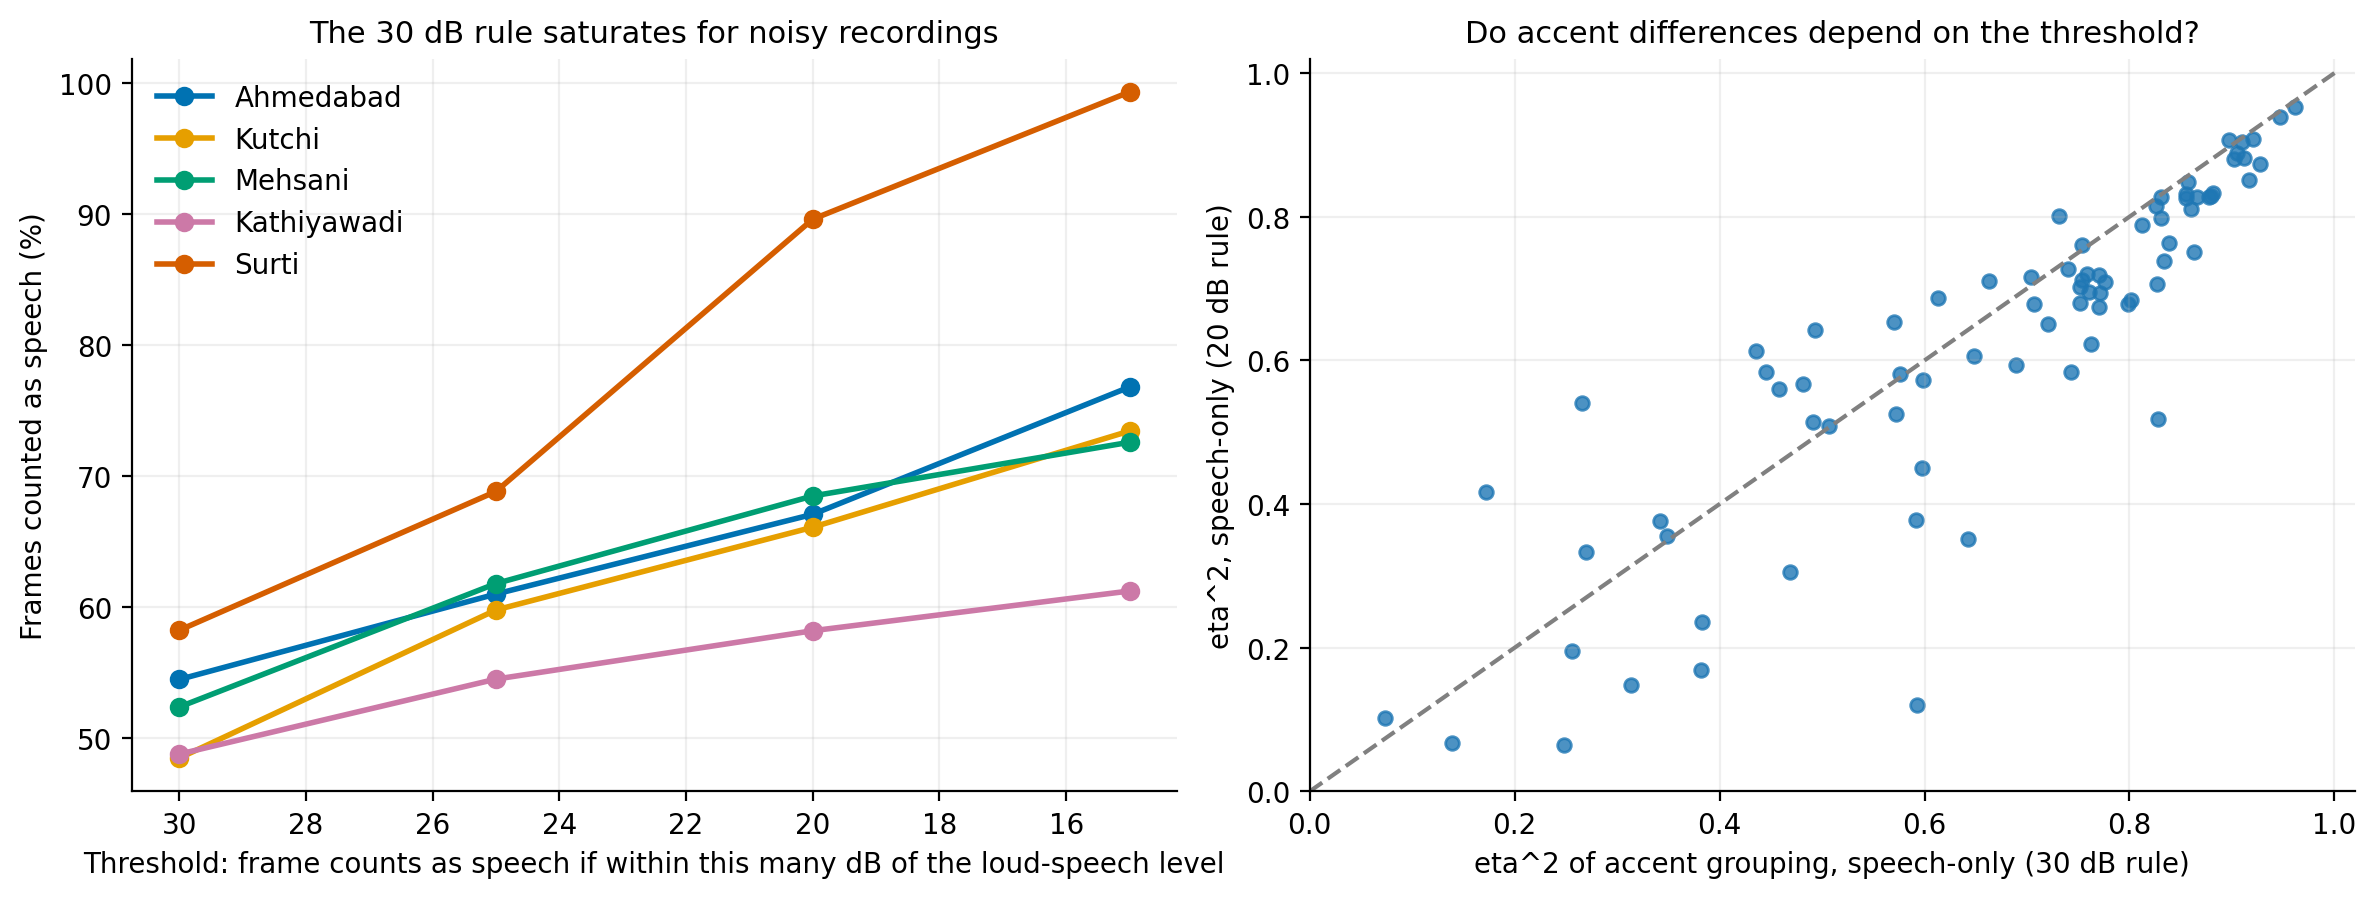 The 30 dB rule saturates for noisy recordings
Frames counted as speech (%)
100
90
80
70
60
50
Ahmedabad
Kutchi
Mehsani
Kathiyawadi
Surti
30 28 26 24 22 20 18 16
Threshold: frame counts as speech if within this many dB of the loud-speech level
Do accent differences depend on the threshold?
eta^2, speech-only (20 dB rule)
1.0
0.8
0.6
0.4
0.2
0.0
0.0 0.2 0.4 0.6 0.8 1.0
eta^2 of accent grouping, speech-only (30 dB rule)